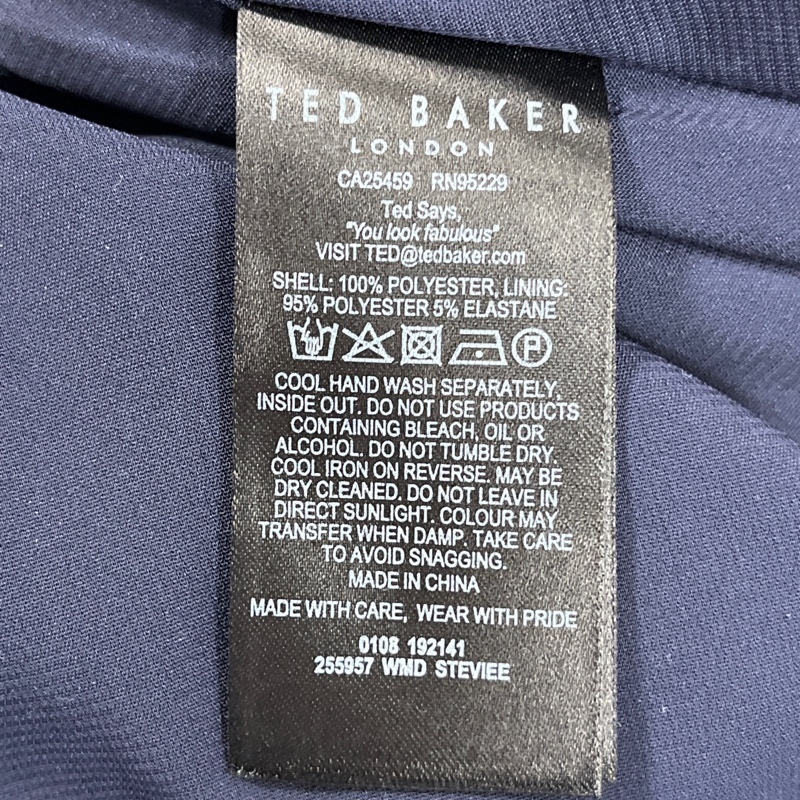 TED BAKER
LONDON
CA25459 RN95229
Ted Says,
"You look fabulous"
VISIT TED@tedbaker.com
SHELL: 100% POLYESTER, LINING:
95% POLYESTER 5% ELASTANE
P
COOL HAND WASH SEPARATELY,
INSIDE OUT. DO NOT USE PRODUCTS
CONTAINING BLEACH, OIL OR
ALCOHOL. DO NOT TUMBLE DRY.
COOL IRON ON REVERSE. MAY BE
DRY CLEANED. DO NOT LEAVE IN
DIRECT SUNLIGHT. COLOUR MAY
TRANSFER WHEN DAMP. TAKE CARE
TO AVOID SNAGGING.
MADE IN CHINA
MADE WITH CARE, WEAR WITH PRIDE
0108 192141
255957 WMD STEVIEE